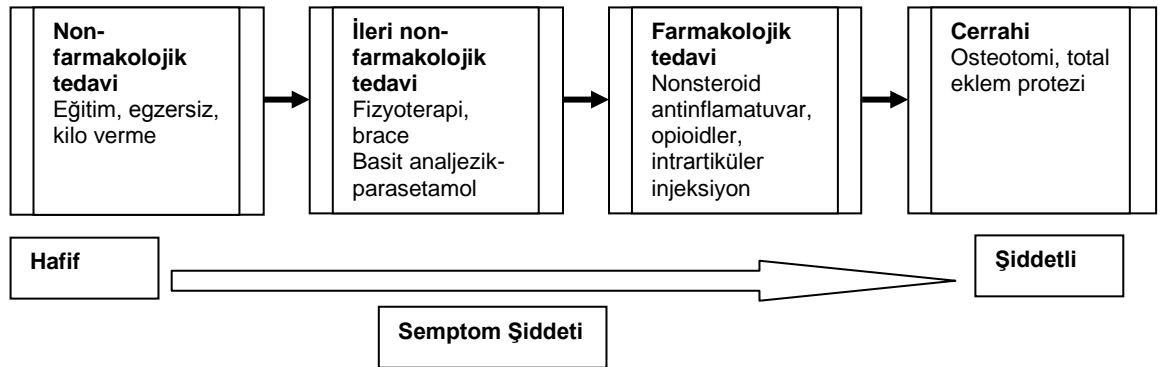 Non-
farmakolojik
tedavi
Eğitim, egzersiz,
kilo verme
İleri non-
farmakolojik
tedavi
Fizyoterapi,
brace
Basit analjezik-
parasetamol
Farmakolojik
tedavi
Nonsteroid
antinflamatuvar,
opioidler,
intrartiküler
injeksiyon
Cerrahi
Osteotomi, total
eklem protezi
Hafif
Şiddetli
Semptom Şiddeti